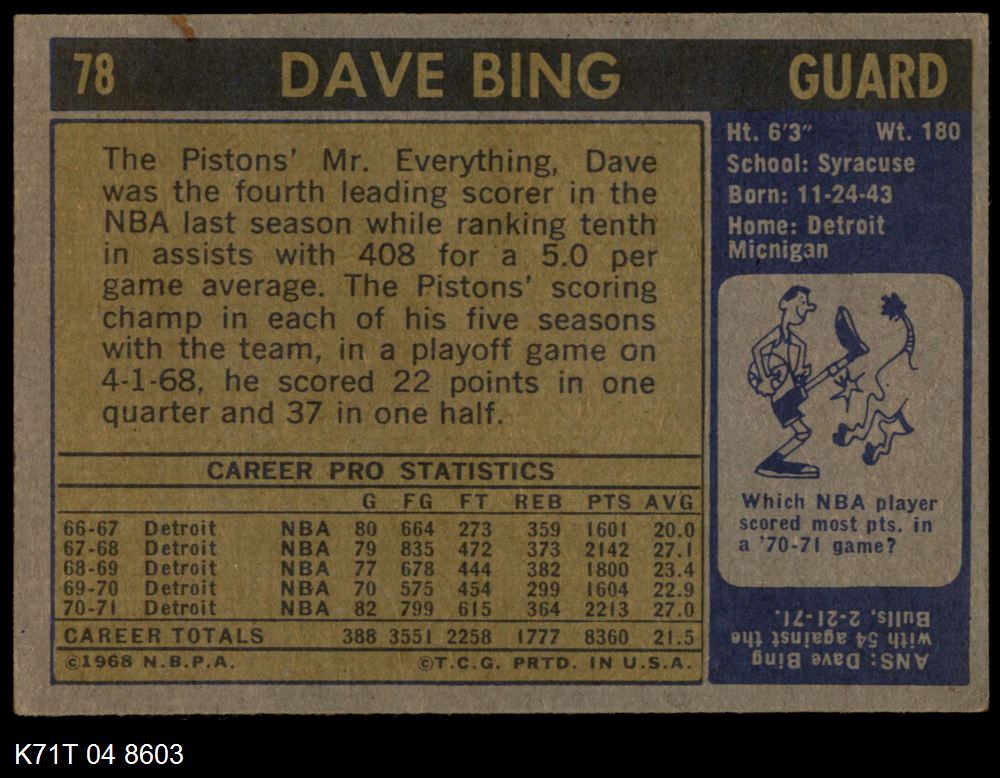 78 DAVE BING GUARD
The Pistons' Mr. Everything, Dave
was the fourth leading scorer in the
NBA last season while ranking tenth
in assists with 408 for a 5.0 per
game average. The Pistons' scoring
champ in each of his five seasons
with the team, in a playoff game on
4-1-68, he scored 22 points in one
quarter and 37 in one half.
CAREER PRO STATISTICS
G FG FT REB PTS AVG
66-67 Detroit NBA 80 664 273 359 1601 20.0
67-68 Detroit NBA 79 835 472 373 2142 27.1
68-69 Detroit NBA 77 678 444 382 1800 23.4
69-70 Detroit NBA 70 575 454 299 1604 22.9
70-71 Detroit NBA 82 799 615 364 2213 27.0
CAREER TOTALS 388 3551 2258 1777 8360 21.5
©1968 N.B.P.A. ©T.C.G. PRTD. IN U.S.A.
Ht. 6'3" Wt. 180
School: Syracuse
Born: 11-24-43
Home: Detroit
Micnigan
Which NBA player
scored most pts. in
a '70-71 game?
ANS: Dave Bing
with 54 against the
Bulls, 2-21-71.
K71T 04 8603